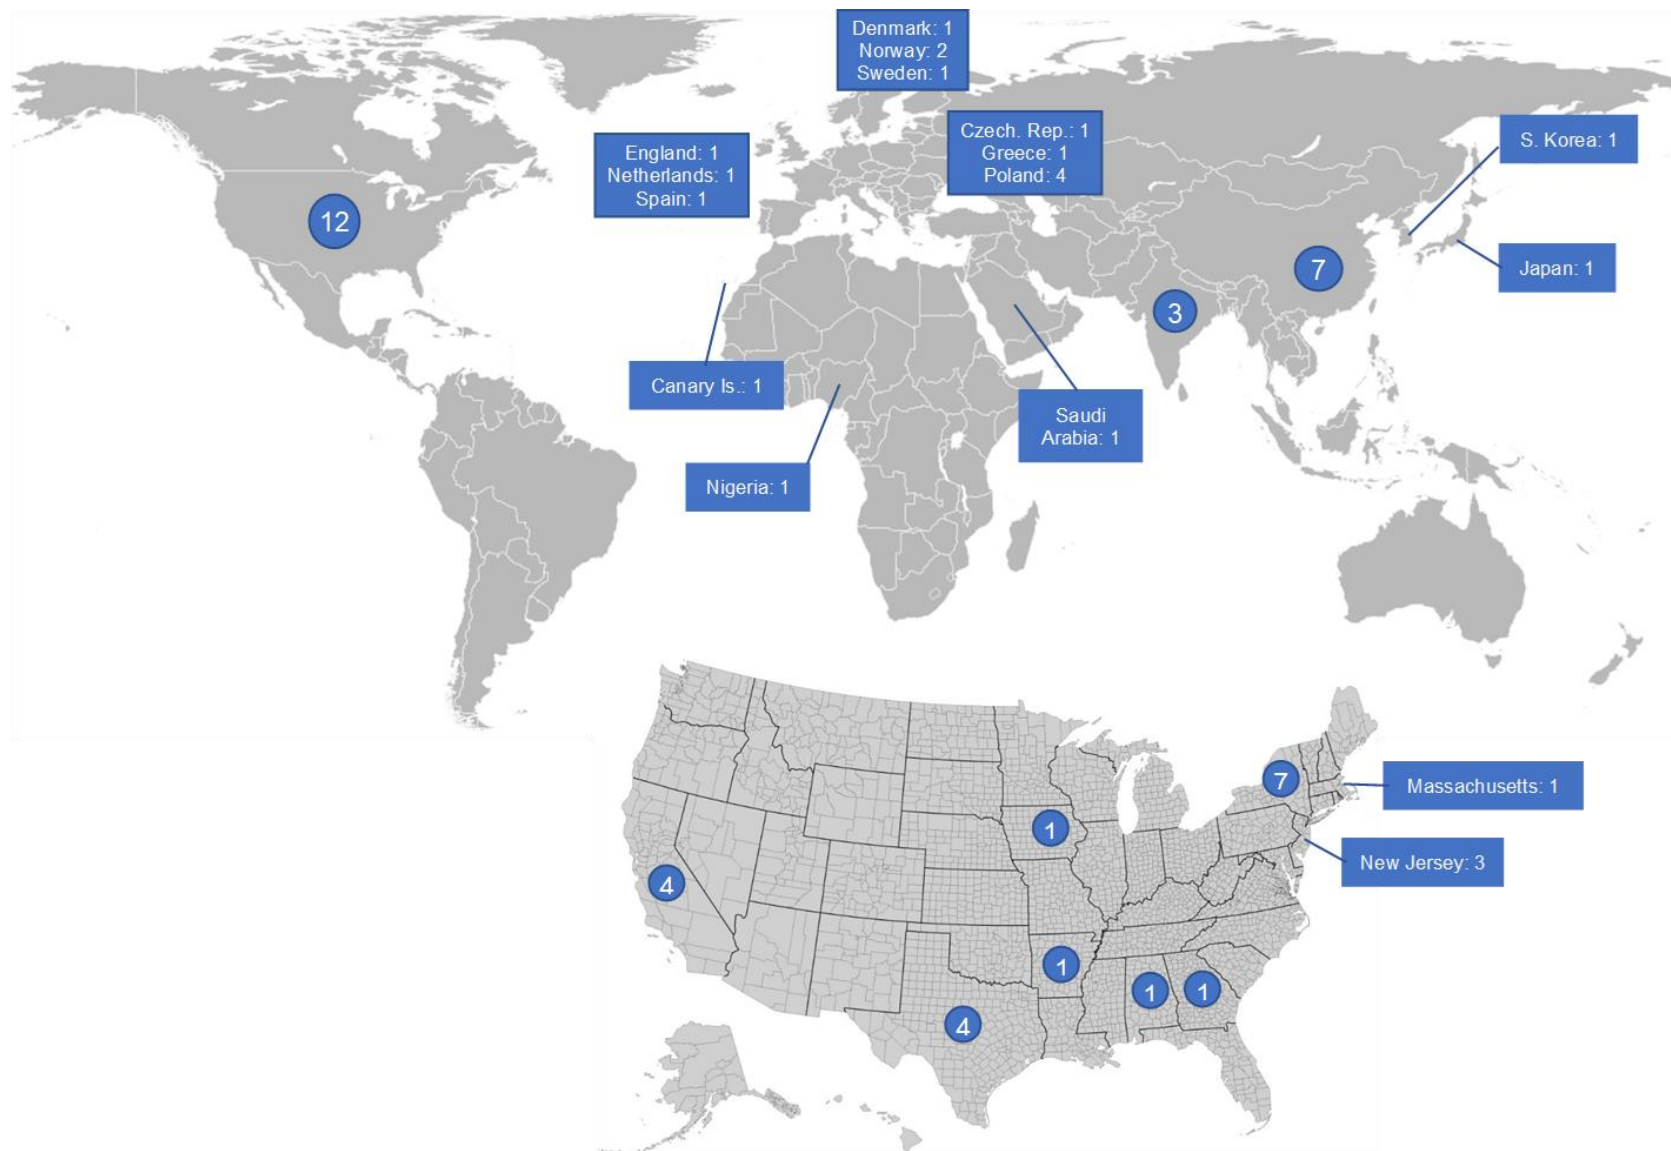 Denmark: 1
Norway: 2
Sweden: 1
England: 1
Netherlands: 1
Spain: 1
Czech. Rep.: 1
Greece: 1
Poland: 4
S. Korea: 1
12
7
3
Japan: 1
Canary Is.: 1
Saudi
Arabia: 1
Nigeria: 1
7
Massachusetts: 1
1
New Jersey: 3
4
1
1
1
4